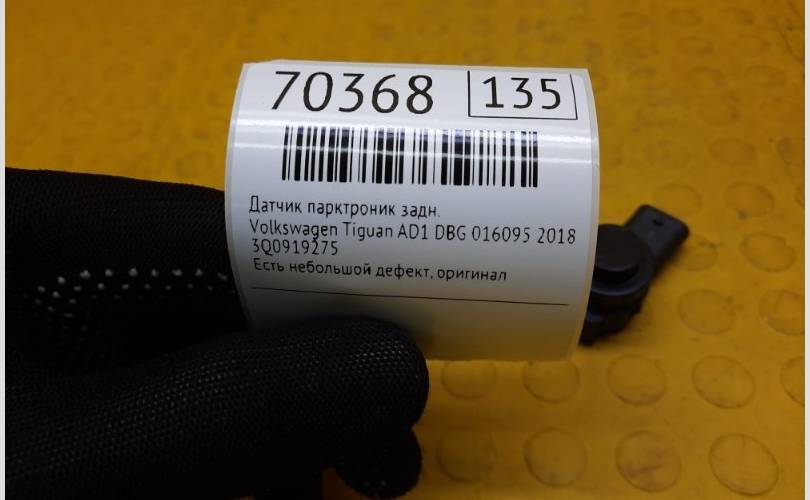 70368 135
Датчик парктроник задн.
Volkswagen Tiguan AD1 DBG 016095 2018
3Q0919275
Есть небольшой дефект, оригинал